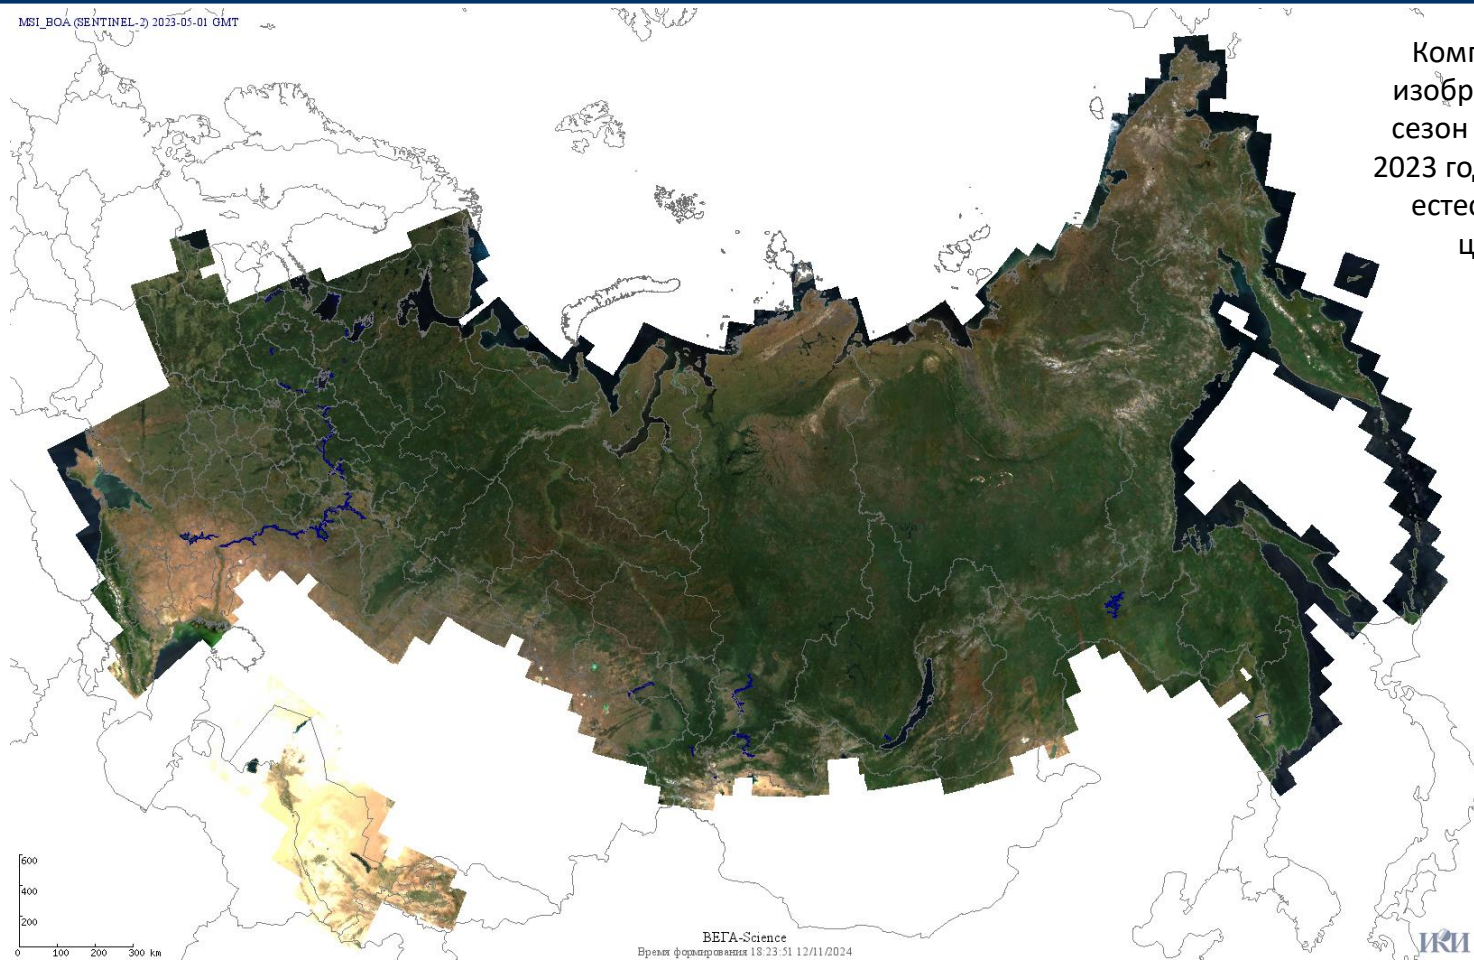 MSI_BOA (SENTINEL-2) 2023-05-01 GMT
Комп
изобр
сезон
2023 го
естес
ц
600
400
200
0 100 200 300 km
ВЕГА-Science
Время формирования 18:23:51 12/11/2024
ИКИ